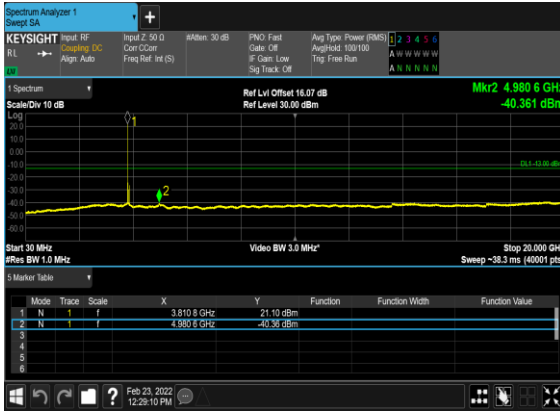 Spectrum Analyzer 1
Swept SA
+
KEYSIGHT Input: RF Input Z: 50 Ω #Atten: 30 dB PNO: Fast Avg Type: Power (RMS) 1 2 3 4 5 6
RL Coupling: DC Corr CCorr Gate: Off Avg|Hold: 100/100 A W W W W W
Align: Auto Freq Ref: Int (S) IF Gain: Low Trig: Free Run
Sig Track: Off A N N N N N
1 Spectrum
Ref Lvl Offset 16.07 dB Mkr2 4.980 6 GHz
Scale/Div 10 dB Ref Level 30.00 dBm -40.361 dBm
Log
20.0
10.0
0.00
-10.0
DL1 -13.00 dBm
-20.0
-30.0
-40.0
-50.0
-60.0
1
2
Start 30 MHz Video BW 3.0 MHz* Stop 20.000 GHz
#Res BW 1.0 MHz Sweep ~38.3 ms (40001 pts)
5 Marker Table
Mode Trace Scale X Y Function Function Width Function Value
1 N 1 f 3.810 8 GHz 21.10 dBm
2 N 1 f 4.980 6 GHz -40.36 dBm
3
4
5
6
? Feb 23, 2022
12:29:10 PM